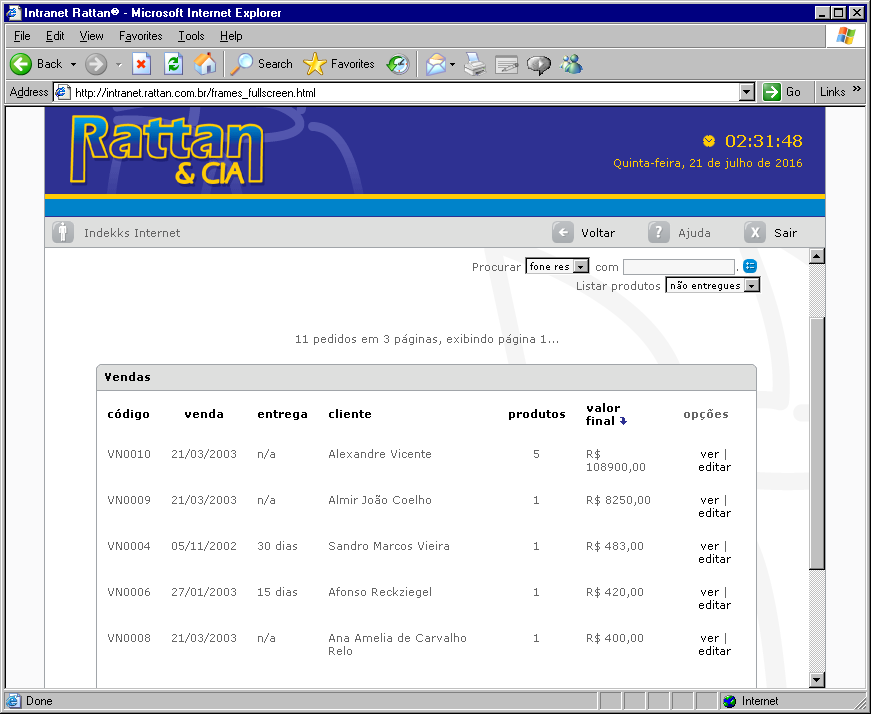 Intranet Rattan® - Microsoft Internet Explorer
File Edit View Favorites Tools Help
Back Search Favorites
Address http://intranet.rattan.com.br/frames_fullscreen.html Go Links »
Rattan
& CIA
02:31:48
Quinta-feira, 21 de julho de 2016
Indekks Internet Voltar ? Ajuda X Sair
Procurar fone res com .
Listar produtos não entregues
11 pedidos em 3 páginas, exibindo página 1...
Vendas
código venda entrega cliente produtos valor final opções
VN0010 21/03/2003 n/a Alexandre Vicente 5 R$ 108900,00 ver | editar
VN0009 21/03/2003 n/a Almir João Coelho 1 R$ 8250,00 ver | editar
VN0004 05/11/2002 30 dias Sandro Marcos Vieira 1 R$ 483,00 ver | editar
VN0006 27/01/2003 15 dias Afonso Reckziegel 1 R$ 420,00 ver | editar
VN0008 21/03/2003 n/a Ana Amelia de Carvalho Relo 1 R$ 400,00 ver | editar
Done Internet